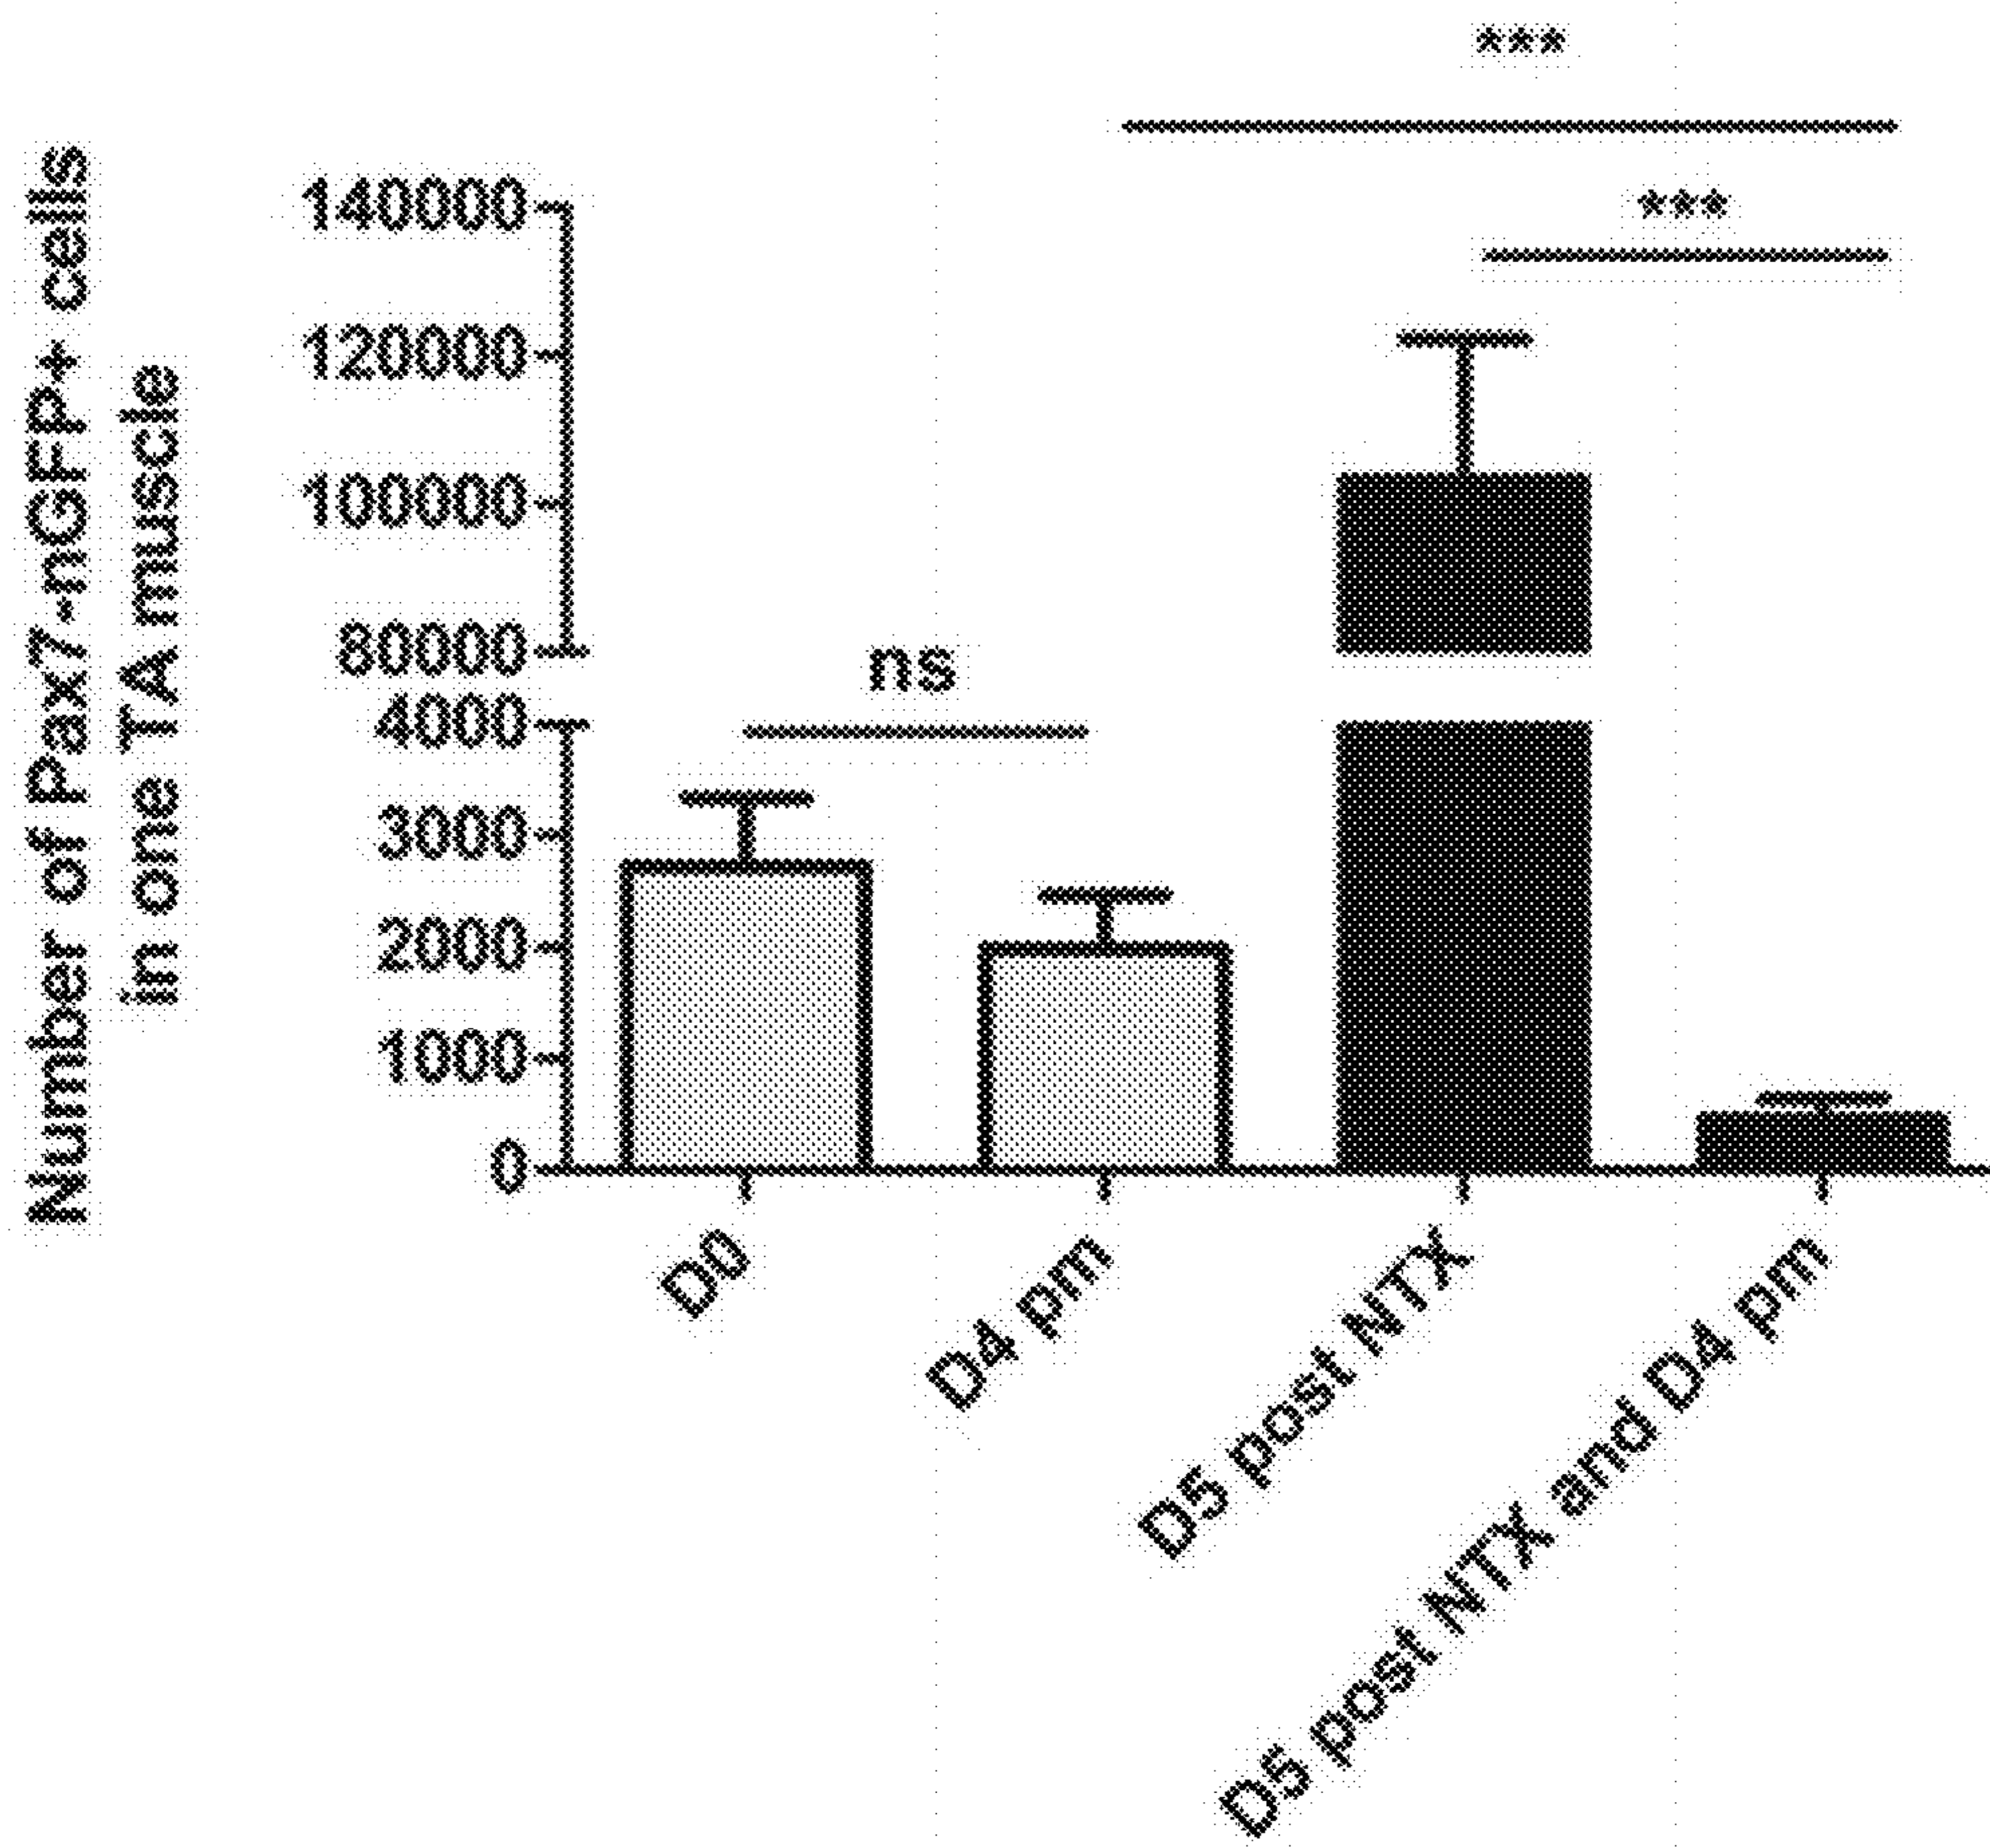 Number of Pax7-nGFP+ cells
in one TA muscle
***
***
140000
120000
100000
80000
ns
4000
3000
2000
1000
0
D0
D4 pm
D5 post NTX
D5 post NTX and D4 pm